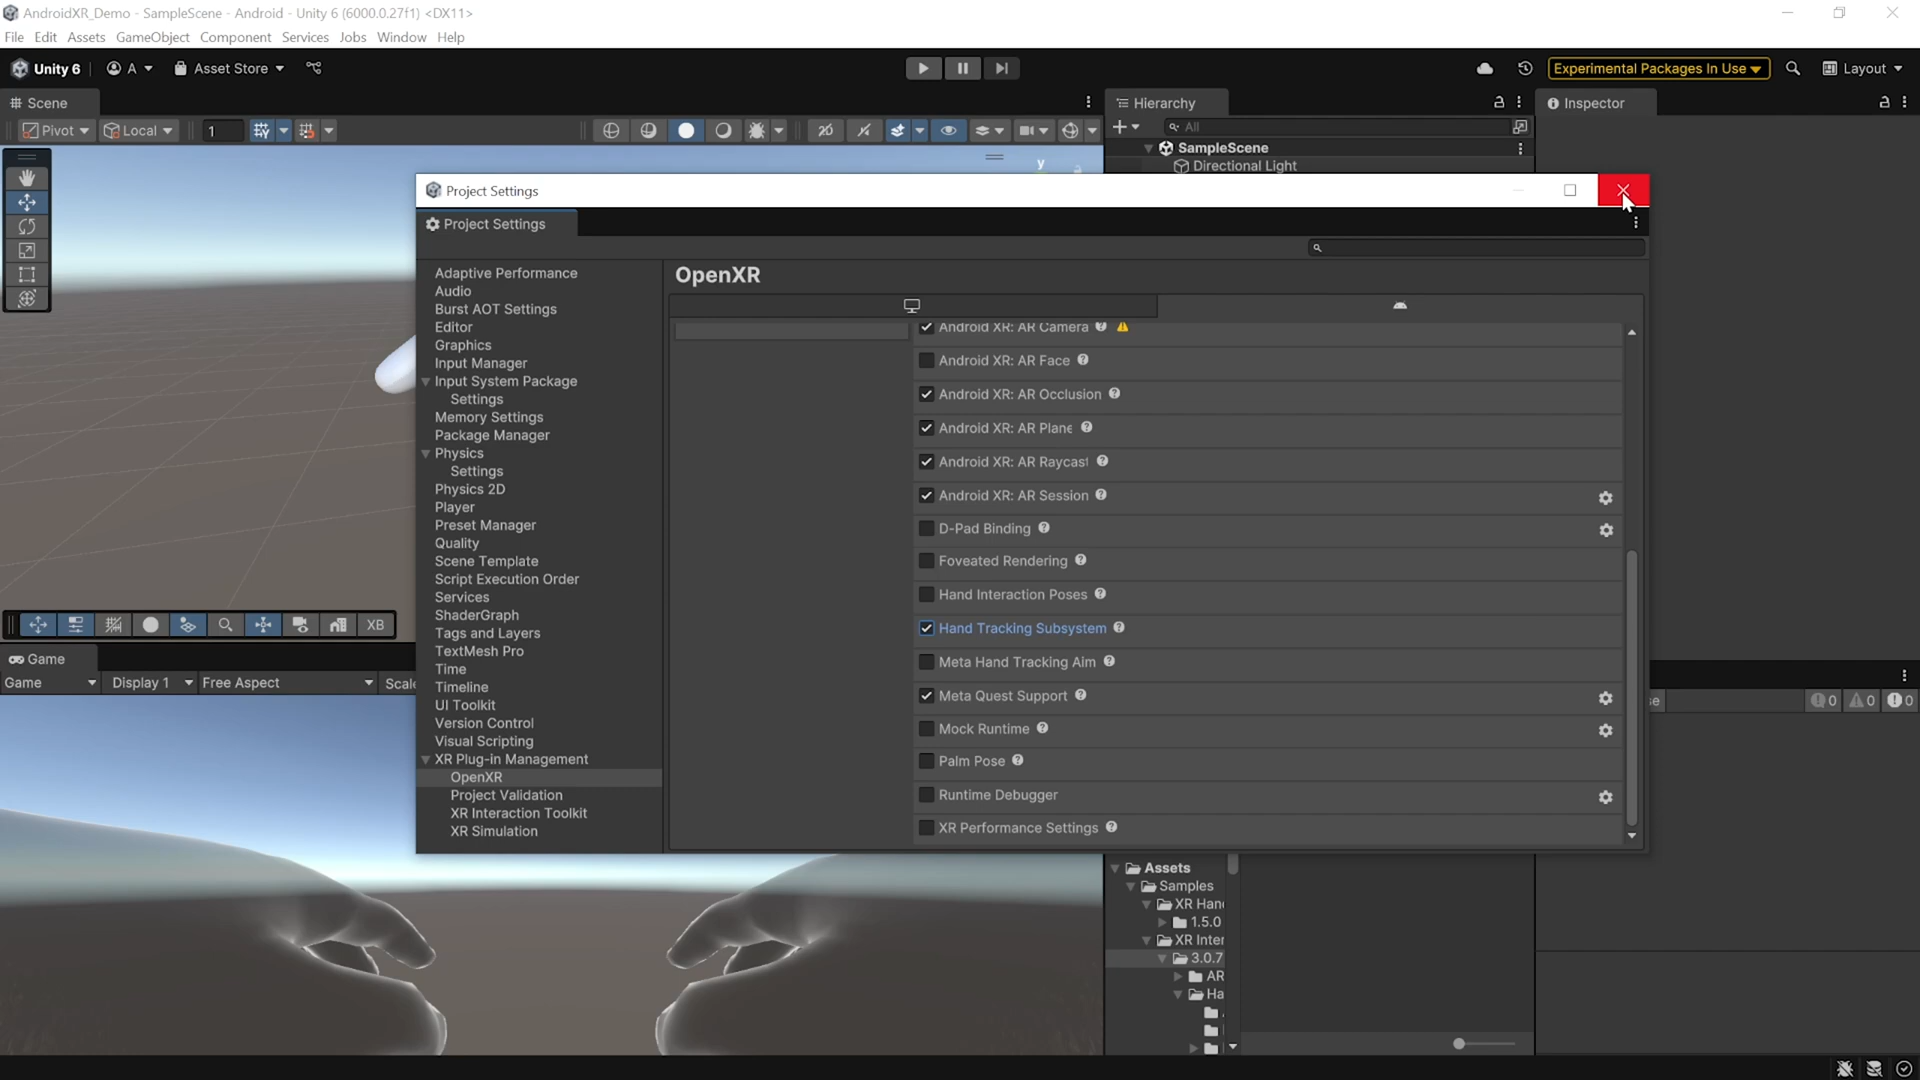 AndroidXR_Demo - SampleScene - Android - Unity 6 (6000.0.27f1) <DX11>
File Edit Assets GameObject Component Services Jobs Window Help
Unity 6 A Asset Store Experimental Packages In Use Layout
Scene
Hierarchy
Inspector
Pivot Local 1 2D
All
SampleScene
Directional Light
y
Project Settings
Project Settings
Adaptive Performance
Audio
Burst AOT Settings
Editor
Graphics
Input Manager
Input System Package
Settings
Memory Settings
Package Manager
Physics
Settings
Physics 2D
Player
Preset Manager
Quality
Scene Template
Script Execution Order
Services
ShaderGraph
Tags and Layers
TextMesh Pro
Time
Timeline
UI Toolkit
Version Control
Visual Scripting
XR Plug-in Management
OpenXR
Project Validation
XR Interaction Toolkit
XR Simulation
OpenXR
Android XR: AR Camera
Android XR: AR Face
Android XR: AR Occlusion
Android XR: AR Plane
Android XR: AR Raycast
Android XR: AR Session
D-Pad Binding
Foveated Rendering
Hand Interaction Poses
Hand Tracking Subsystem
Meta Hand Tracking Aim
Meta Quest Support
Mock Runtime
Palm Pose
Runtime Debugger
XR Performance Settings
XB
Game
Game Display 1 Free Aspect Scale
se 0 0 0
Assets
Samples
XR Han
1.5.0
XR Inter
3.0.7
AR
Ha